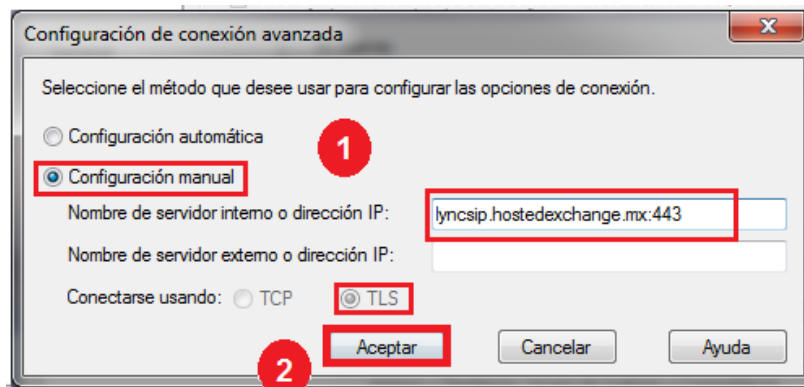 Configuración de conexión avanzada
Seleccione el método que desee usar para configurar las opciones de conexión.
Configuración automática
1
Configuración manual
Nombre de servidor interno o dirección IP: lyncsip.hostedexchange.mx:443
Nombre de servidor externo o dirección IP:
Conectarse usando: TCP TLS
2
Aceptar Cancelar Ayuda